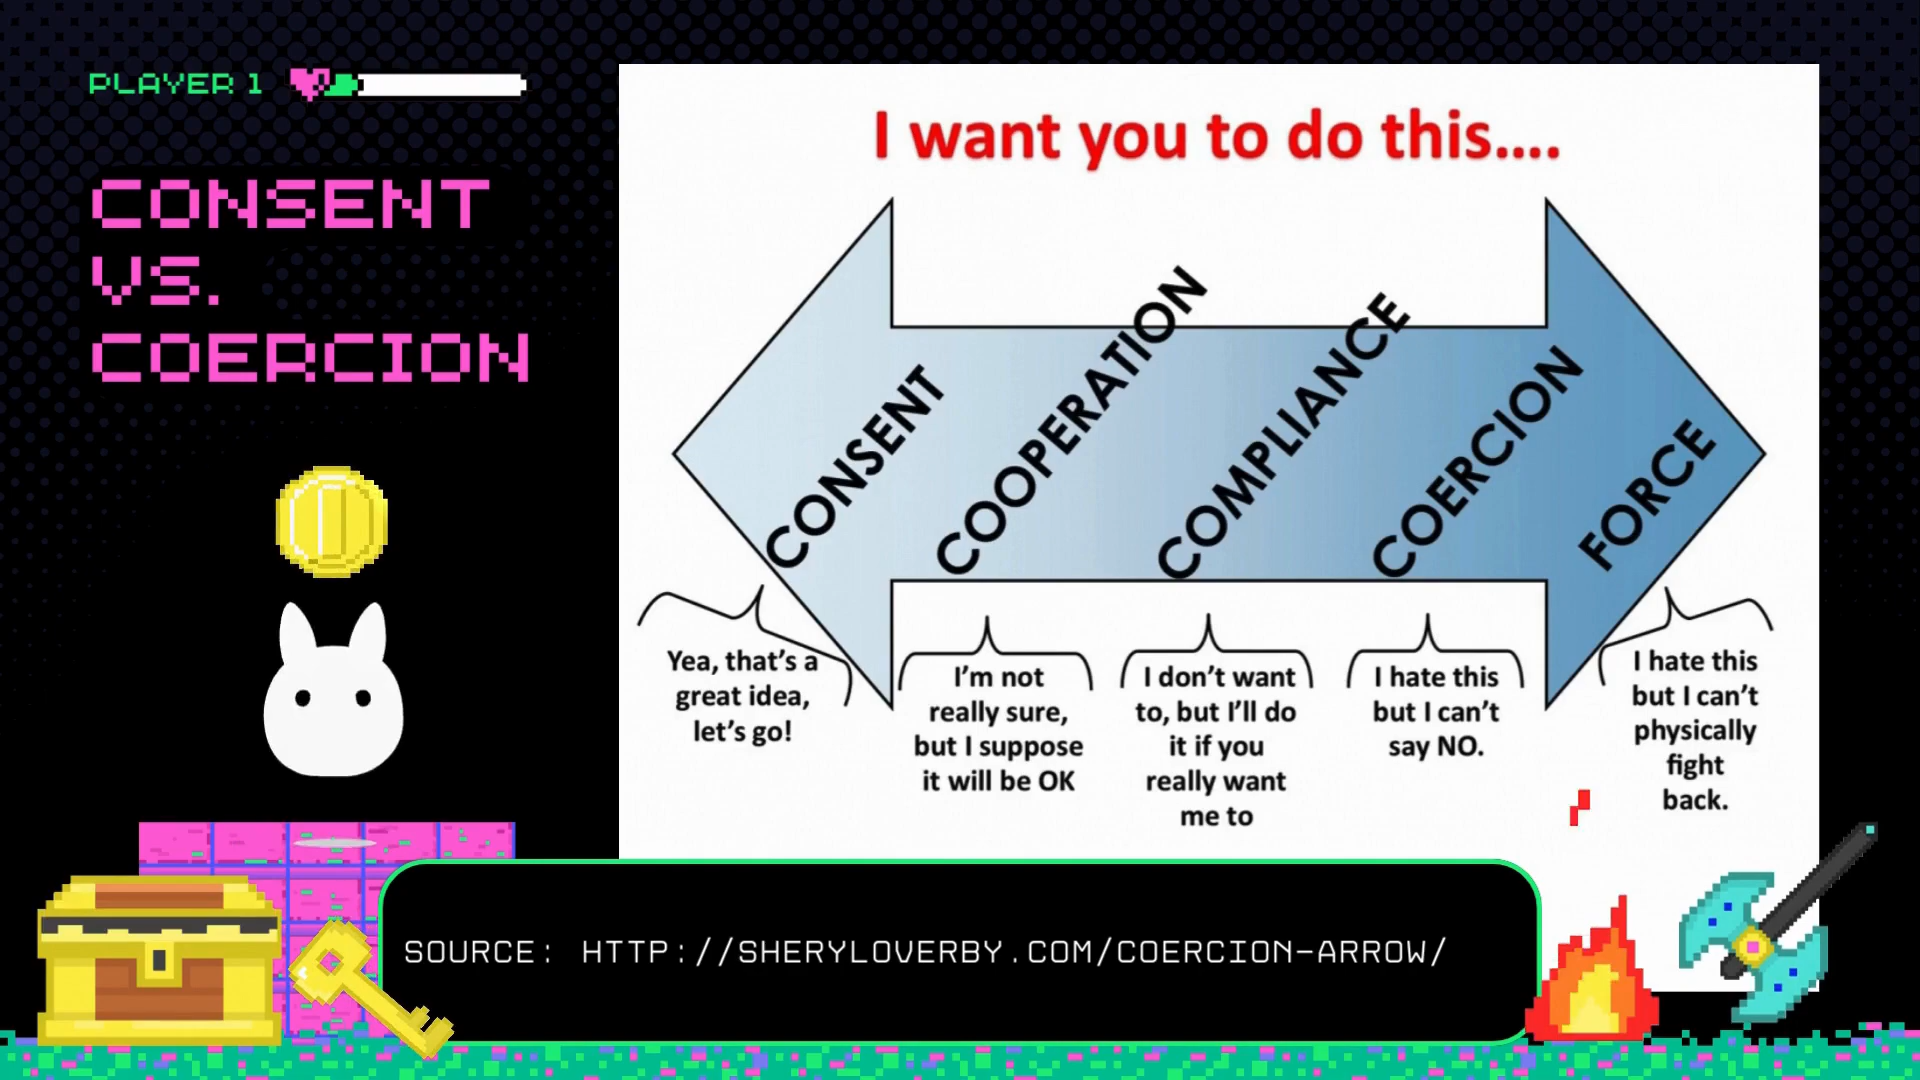 PLAYER 1
CONSENT
VS.
COERCION
I want you to do this....
CONSENT
COOPERATION
COMPLIANCE
COERCION
FORCE
Yea, that's a
great idea,
let's go!
I'm not
really sure,
but I suppose
it will be OK
I don't want
to, but I'll do
it if you
really want
me to
I hate this
but I can't
say NO.
I hate this
but I can't
physically
fight
back.
SOURCE: HTTP://SHERYLOVERBY.COM/COERCION-ARROW/